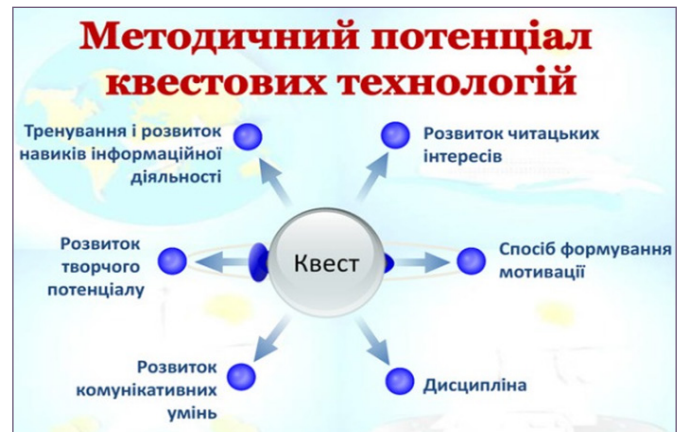 Методичний потенціал
квестових технологій
Тренування і розвиток
навиків інформаційної
діяльності
Розвиток читацьких
інтересів
Розвиток
творчого
потенціалу
Квест
Спосіб формування
мотивації
Розвиток
комунікативних
умінь
Дисципліна